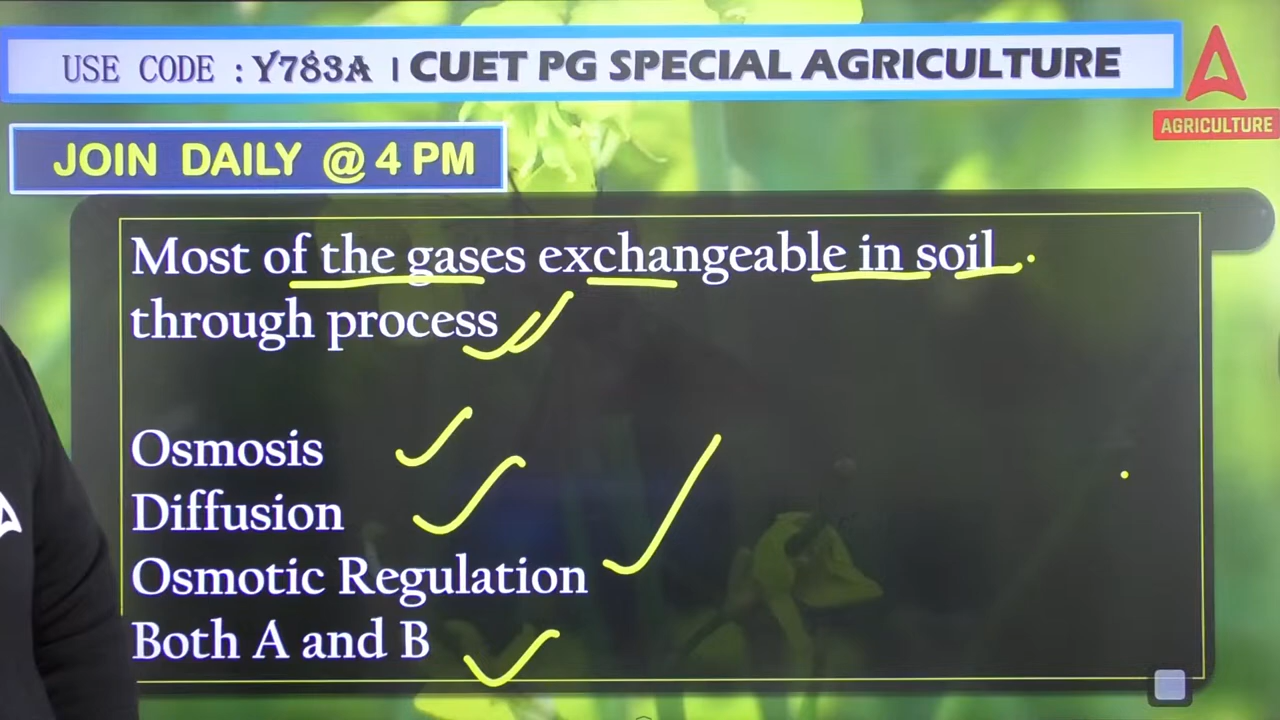 USE CODE : Y783A | CUET PG SPECIAL AGRICULTURE
AGRICULTURE
JOIN DAILY @ 4 PM
Most of the gases exchangeable in soil
through process
Osmosis
Diffusion
Osmotic Regulation
Both A and B